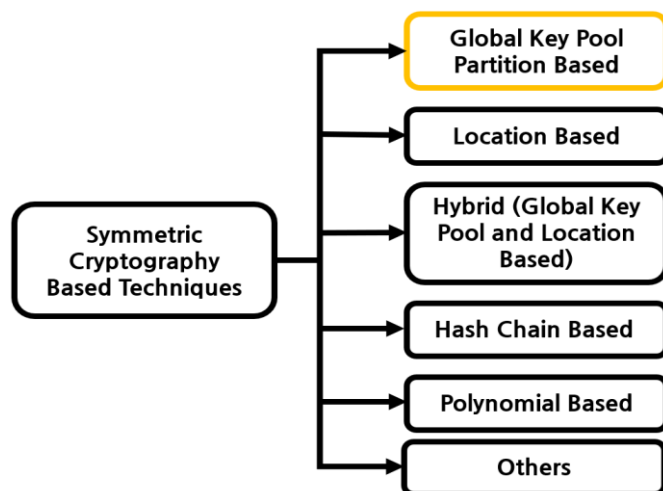 Global Key Pool
Partition Based
Location Based
Hybrid (Global Key
Pool and Location
Based)
Symmetric
Cryptography
Based Techniques
Hash Chain Based
Polynomial Based
Others